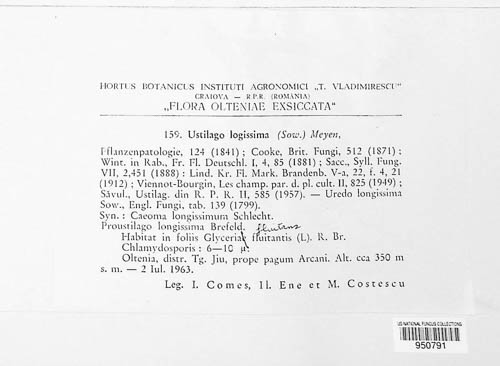 HORTUS BOTANICUS INSTITUTI AGRONOMICI „T. VLADIMIRESCU"
CRAIOVA — R.P.R. (ROMÂNIA)
„FLORA OLTENIAE EXSICCATA"
159. Ustilago logissima (Sow.) Meyen,
Pflanzenpatologie, 124 (1841) ; Cooke, Brit. Fungi, 512 (1871) ;
Wint. in Rab., Fr. Fl. Deutschl. I, 4, 85 (1881) ; Sacc., Syll. Fung.
VII, 2,451 (1888) : Lind. Kr. Fl. Mark. Brandenb. V-a, 22, f. 4, 21
(1912) ; Viennot-Bourgin, Les champ. par. d. pl. cult. II, 825 (1949) ;
Săvul., Ustilag. din R. P. R. II, 585 (1957). — Uredo longissima
Sow., Engl. Fungi, tab. 139 (1799).
Syn. : Caeoma longissimum Schlecht.
Proustilago longissima Brefeld.
fluitans
Habitat in foliis Glyceria fluitantis (L). R. Br.
Chlamydosporis : 6—10 μ.
Oltenia, distr. Tg. Jiu, prope pagum Arcani. Alt. cca 350 m
s. m. — 2 Iul. 1963.
Leg. I. Comes, Il. Ene et M. Costescu
US NATIONAL FUNGUS COLLECTIONS
950791